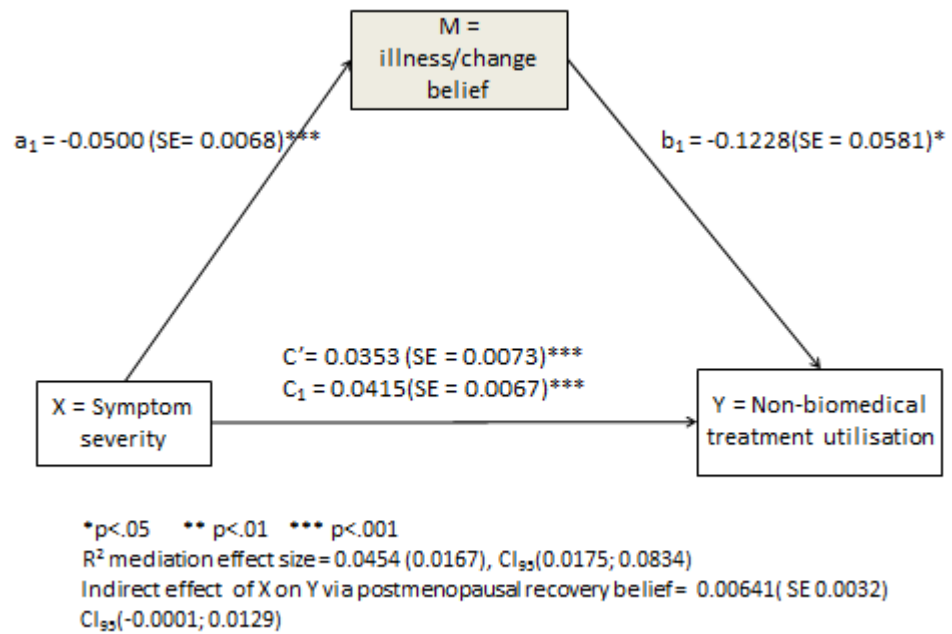 M =
illness/change
belief
a₁ = -0.0500 (SE= 0.0068)***
b₁ = -0.1228(SE = 0.0581)*
C’= 0.0353 (SE = 0.0073)***
C₁ = 0.0415(SE = 0.0067)***
X = Symptom
severity
Y = Non-biomedical
treatment utilisation
*p<.05 ** p<.01 *** p<.001
R² mediation effect size= 0.0454 (0.0167), CI₉₅(0.0175; 0.0834)
Indirect effect of X on Y via postmenopausal recovery belief= 0.00641( SE 0.0032)
CI₉₅(-0.0001; 0.0129)